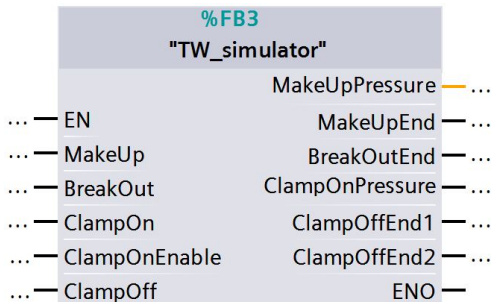 %FB3
"TW_simulator"
MakeUpPressure ...
... EN MakeUpEnd ...
... MakeUp BreakOutEnd ...
... BreakOut ClampOnPressure ...
... ClampOn ClampOffEnd1 ...
... ClampOnEnable ClampOffEnd2 ...
... ClampOff ENO